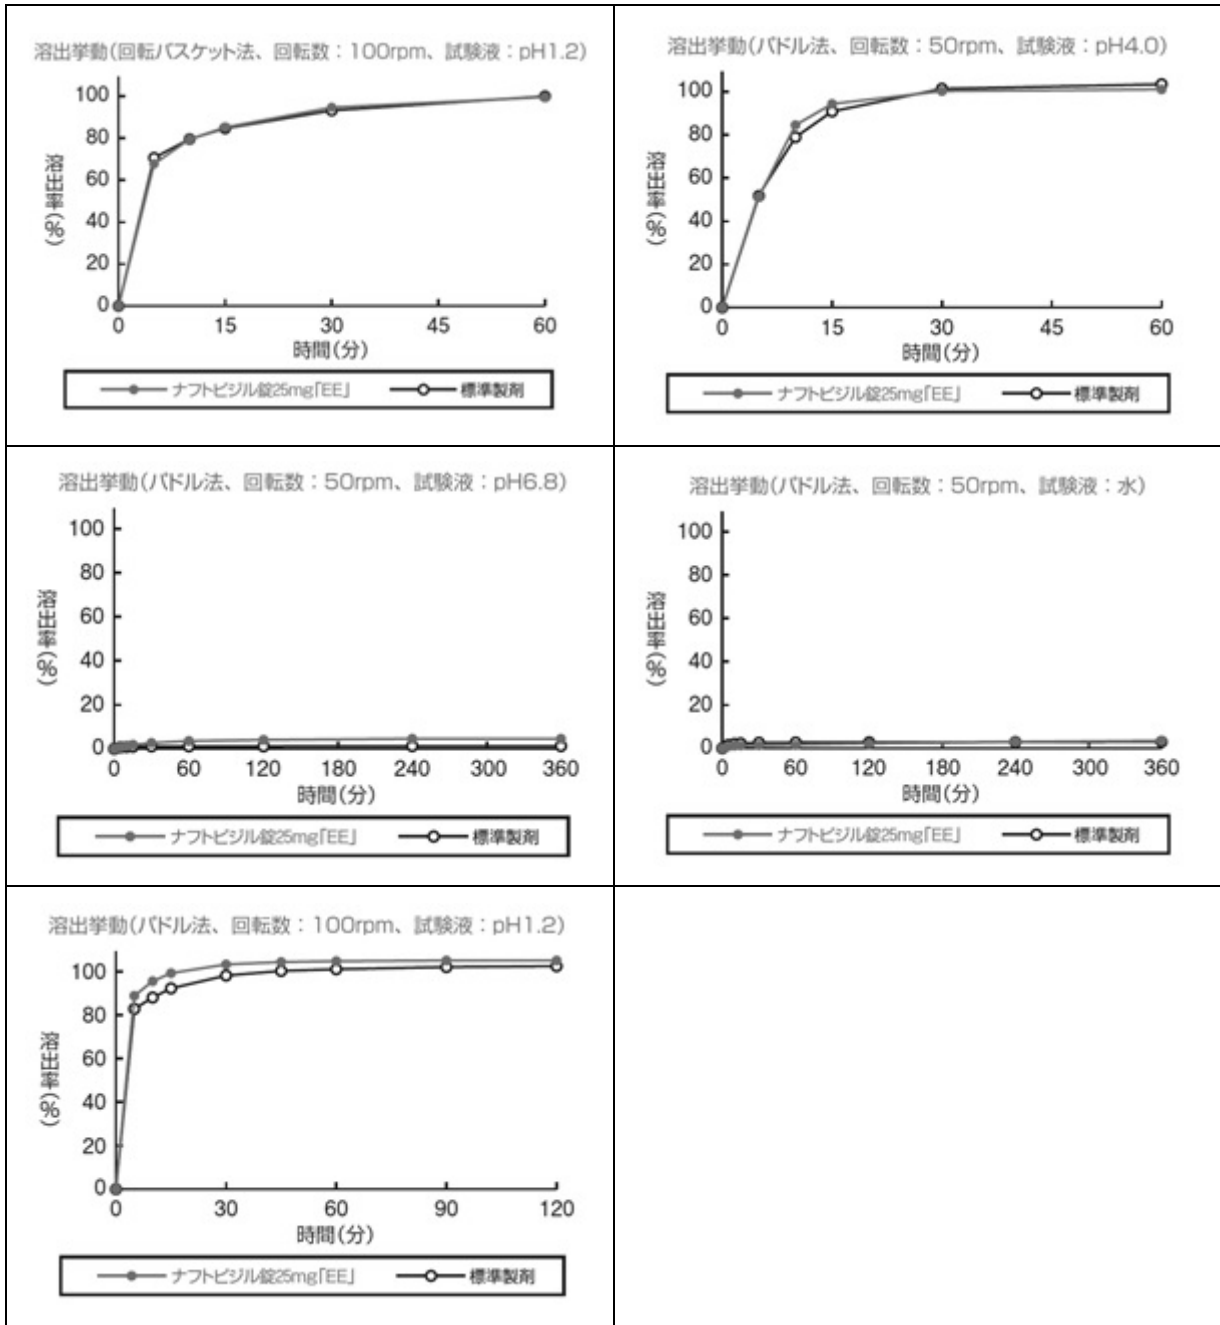 溶出挙動(回転バスケット法、回転数：100rpm、試験液：pH1.2)
溶出率(%)
100
80
60
40
20
0
0 15 30 45 60
時間(分)
ナフトピジル錠25mg「EE」 標準製剤
溶出挙動(パドル法、回転数：50rpm、試験液：pH4.0)
溶出率(%)
100
80
60
40
20
0
0 15 30 45 60
時間(分)
ナフトピジル錠25mg「EE」 標準製剤
溶出挙動(パドル法、回転数：50rpm、試験液：pH6.8)
溶出率(%)
100
80
60
40
20
0
0 60 120 180 240 300 360
時間(分)
ナフトピジル錠25mg「EE」 標準製剤
溶出挙動(パドル法、回転数：50rpm、試験液：水)
溶出率(%)
100
80
60
40
20
0
0 60 120 180 240 300 360
時間(分)
ナフトピジル錠25mg「EE」 標準製剤
溶出挙動(パドル法、回転数：100rpm、試験液：pH1.2)
溶出率(%)
100
80
60
40
20
0
0 30 60 90 120
時間(分)
ナフトピジル錠25mg「EE」 標準製剤